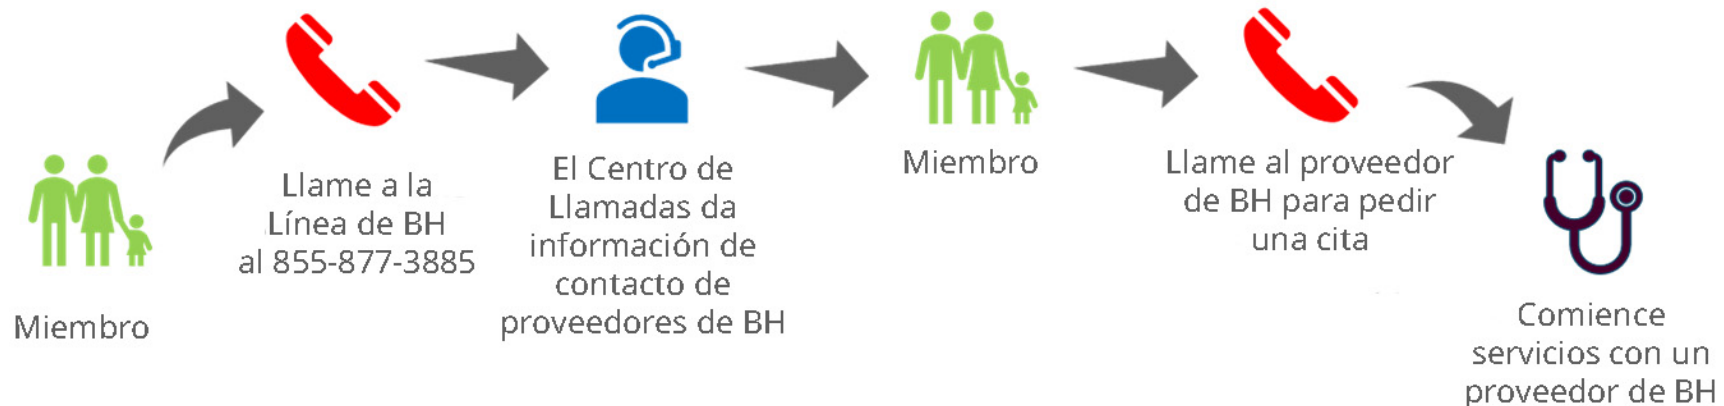 Miembro
Llame a la
Línea de BH
al 855-877-3885
El Centro de
Llamadas da
información de
contacto de
proveedores de BH
Miembro
Llame al proveedor
de BH para pedir
una cita
Comience
servicios con un
proveedor de BH